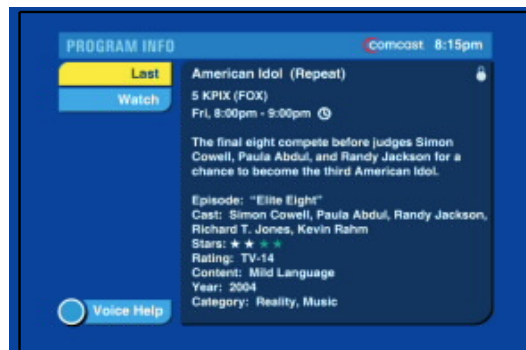 PROGRAM INFO
Comcast 8:15pm
Last
Watch
American Idol (Repeat)
5 KPIX (FOX)
Fri, 8:00pm - 9:00pm
The final eight compete before judges Simon
Cowell, Paula Abdul, and Randy Jackson for a
chance to become the third American Idol.
Episode: "Elite Eight"
Cast: Simon Cowell, Paula Abdul, Randy Jackson,
Richard T. Jones, Kevin Rahm
Stars: ★ ★ ★ ★
Rating: TV-14
Content: Mild Language
Year: 2004
Category: Reality, Music
Voice Help